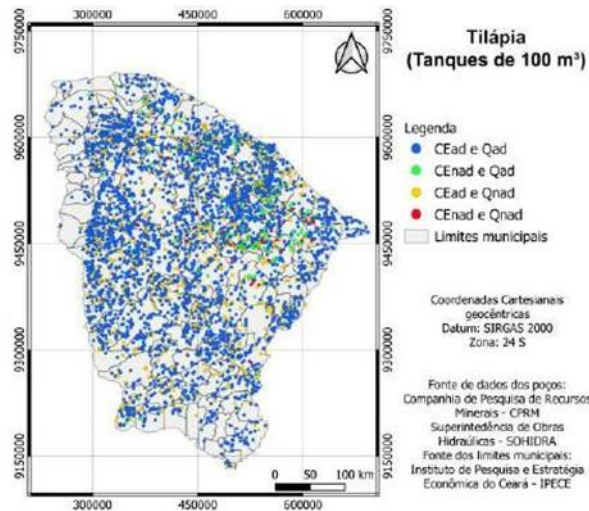 300000 450000 600000
9750000 9750000
9600000 9600000
9450000 9450000
9300000 9300000
9150000 9150000
0 50 100 km
300000 450000 600000
Tilápia
(Tanques de 100 m³)
Legenda
CEad e Qad
CEnad e Qad
CEad e Qnad
CEnad e Qnad
Limites municipais
Coordenadas Cartesianais
geocêntricas
Datum: SIRGAS 2000
Zona: 24 S
Fonte de dados dos poços:
Companhia de Pesquisa de Recursos
Minerais - CPRM
Superintedência de Obras
Hidráulicas - SOHIDRA
Fonte dos limites municipais:
Instituto de Pesquisa e Estratégia
Econômica do Ceará - IPECE